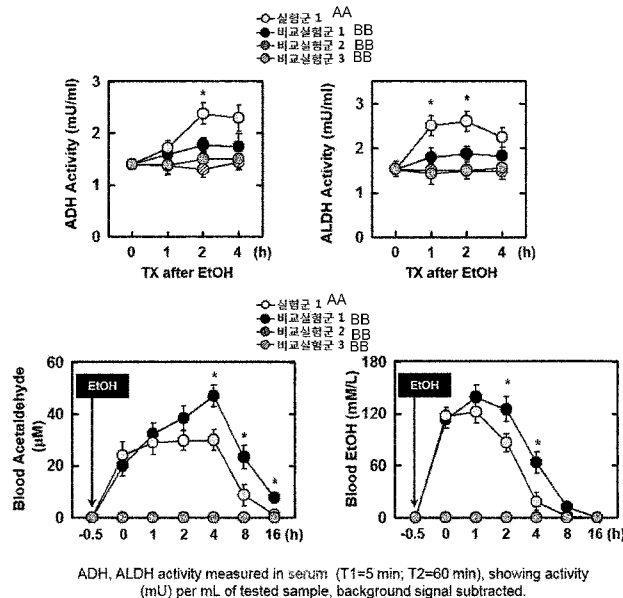 실험군 1 AA
비교실험군 1 BB
비교실험군 2 BB
비교실험군 3 BB
ADH Activity (mU/ml)
3
2
1
0
0 1 2 4 (h)
TX after EtOH
*
ALDH Activity (mU/ml)
3
2
1
0
0 1 2 4 (h)
TX after EtOH
* *
실험군 1 AA
비교실험군 1 BB
비교실험군 2 BB
비교실험군 3 BB
Blood Acetaldehyde
(μM)
60
40
20
0
EtOH
* * *
-0.5 0 1 2 4 8 16 (h)
Blood EtOH (mM/L)
180
120
60
0
EtOH
* *
-0.5 0 1 2 4 8 16 (h)
ADH, ALDH activity measured in serum (T1=5 min; T2=60 min), showing activity
(mU) per mL of tested sample, background signal subtracted.